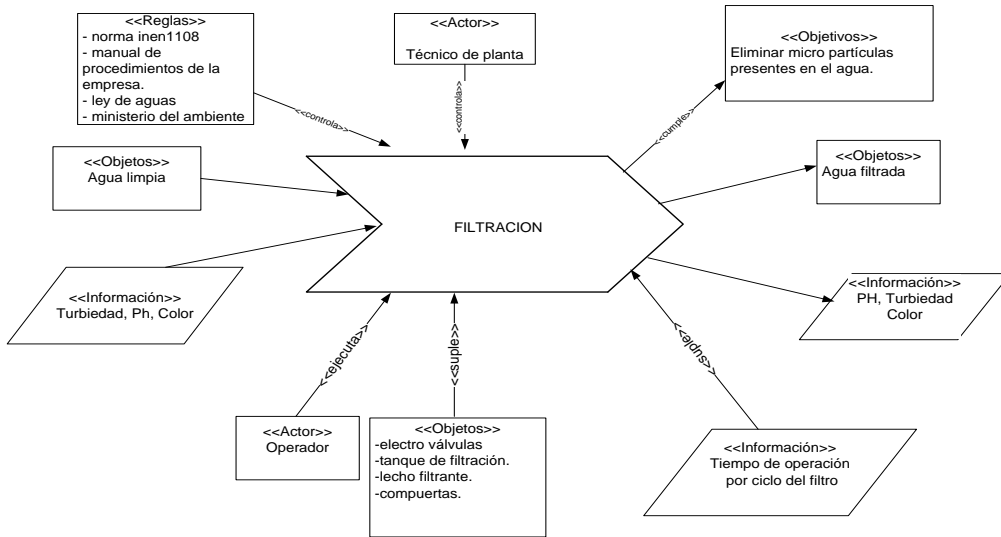 <<Reglas>>
- norma inen1108
- manual de
procedimientos de la
empresa.
- ley de aguas
- ministerio del ambiente
<<Actor>>
Técnico de planta
<<Objetivos>>
Eliminar micro partículas
presentes en el agua.
<<controla>>
<<controla>>
<<cumple>>
<<Objetos>>
Agua limpia
<<Objetos>>
Agua filtrada
FILTRACION
<<Información>>
Turbiedad, Ph, Color
<<Información>>
PH, Turbiedad
Color
<<ejecuta>>
<<suple>>
<<suple>>
<<Actor>>
Operador
<<Objetos>>
-electro válvulas
-tanque de filtración.
-lecho filtrante.
-compuertas.
<<Información>>
Tiempo de operación
por ciclo del filtro